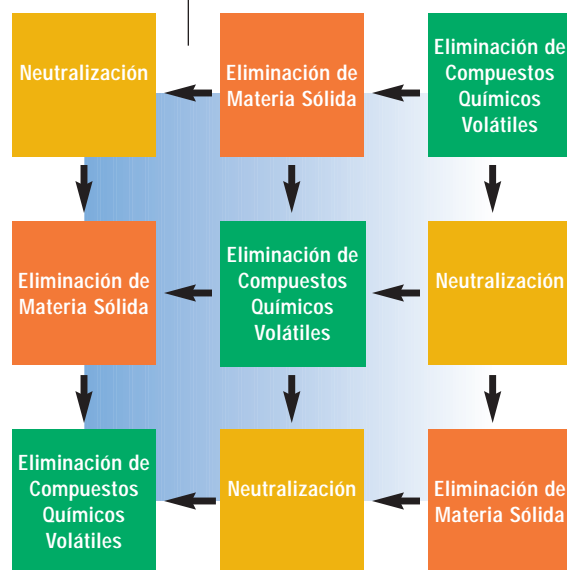 Neutralización
Eliminación de
Materia Sólida
Eliminación de
Compuestos
Químicos
Volátiles
Eliminación de
Materia Sólida
Eliminación de
Compuestos
Químicos
Volátiles
Neutralización
Eliminación de
Compuestos
Químicos
Volátiles
Neutralización
Eliminación de
Materia Sólida